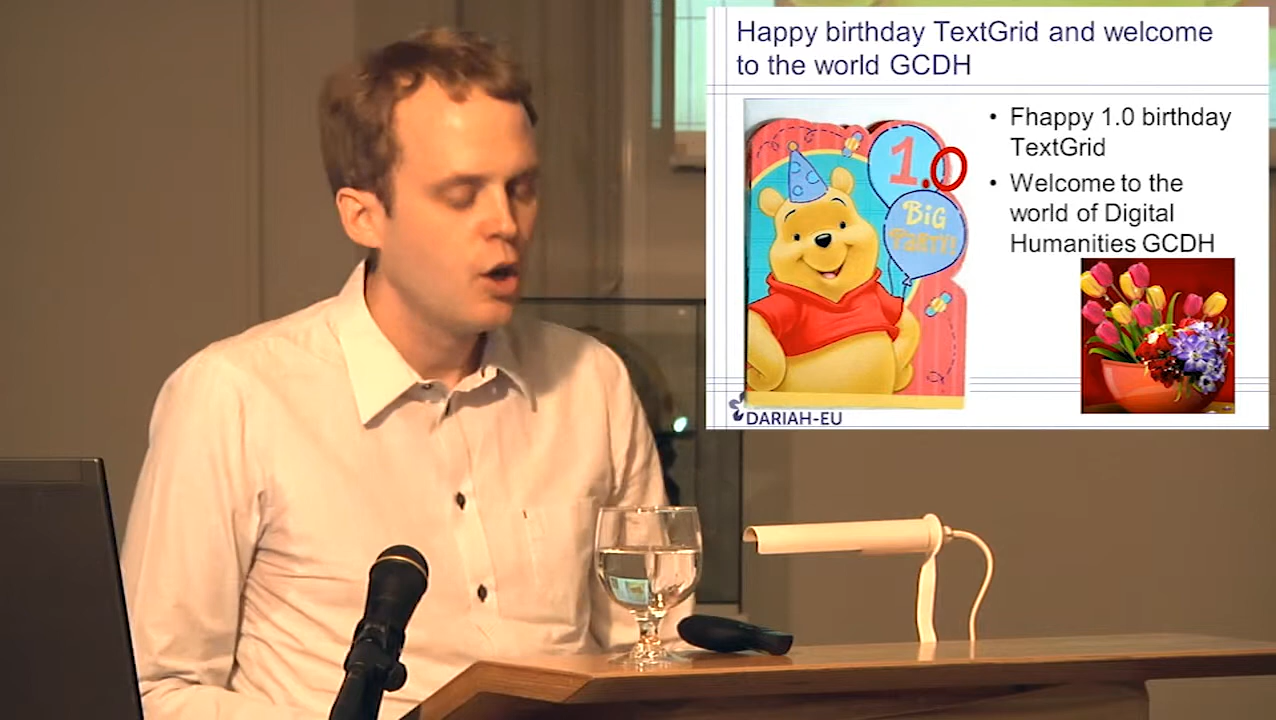 Happy birthday TextGrid and welcome
to the world GCDH
1.0
BiG
PaRTY!
• Fhappy 1.0 birthday
TextGrid
• Welcome to the
world of Digital
Humanities GCDH
DARIAH-EU